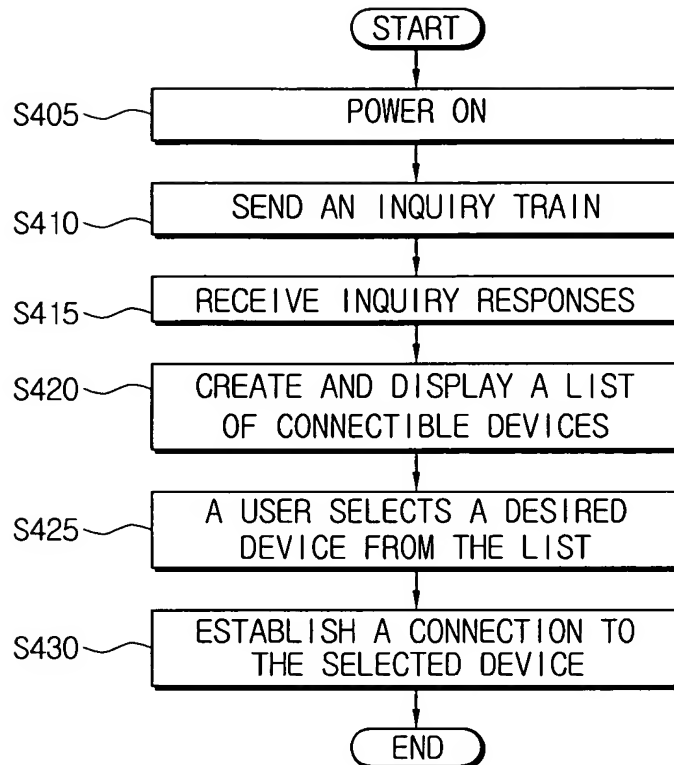 START
S405
POWER ON
S410
SEND AN INQUIRY TRAIN
S415
RECEIVE INQUIRY RESPONSES
S420
CREATE AND DISPLAY A LIST
OF CONNECTIBLE DEVICES
S425
A USER SELECTS A DESIRED
DEVICE FROM THE LIST
S430
ESTABLISH A CONNECTION TO
THE SELECTED DEVICE
END